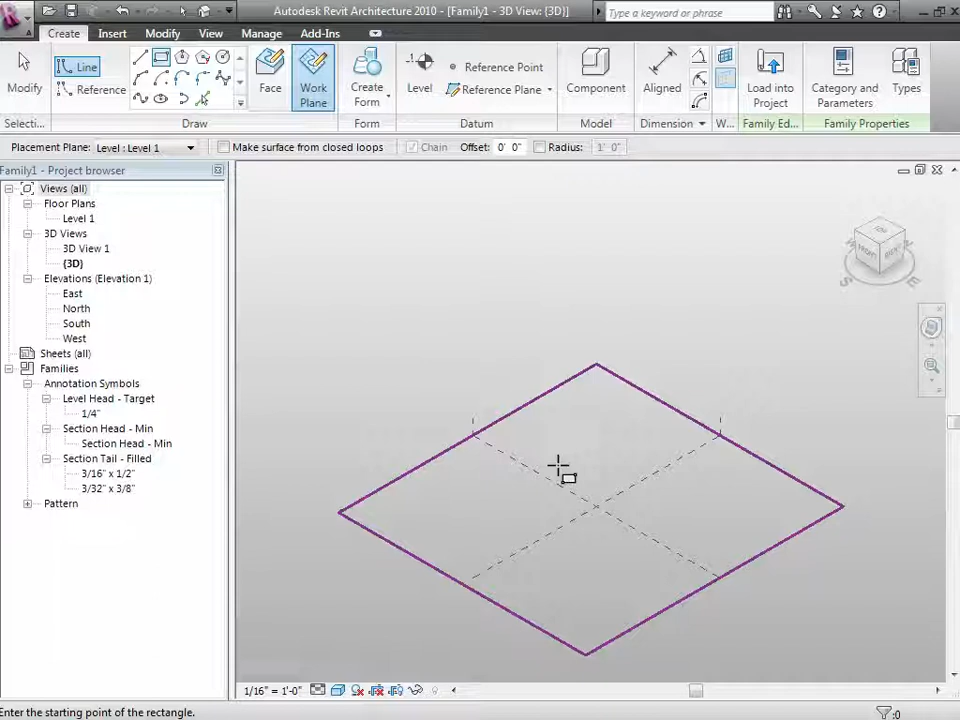 Autodesk Revit Architecture 2010 - [Family1 - 3D View: {3D}]
Type a keyword or phrase
Create Insert Modify View Manage Add-Ins
Modify
Line
Reference
Face
Work Plane
Create Form
Level
Reference Point
Reference Plane
Component
Aligned
Load into Project
Category and Parameters
Types
Selecti... Draw Form Datum Model Dimension W... Family Ed... Family Properties
Placement Plane: Level : Level 1 Make surface from closed loops Chain Offset: 0' 0" Radius: 1' 0"
Family1 - Project browser
Views (all)
Floor Plans
Level 1
3D Views
3D View 1
{3D}
Elevations (Elevation 1)
East
North
South
West
Sheets (all)
Families
Annotation Symbols
Level Head - Target
1/4"
Section Head - Min
Section Head - Min
Section Tail - Filled
3/16" x 1/2"
3/32" x 3/8"
Pattern
FRONT
S
E
1/16" = 1'-0"
Enter the starting point of the rectangle.
:0